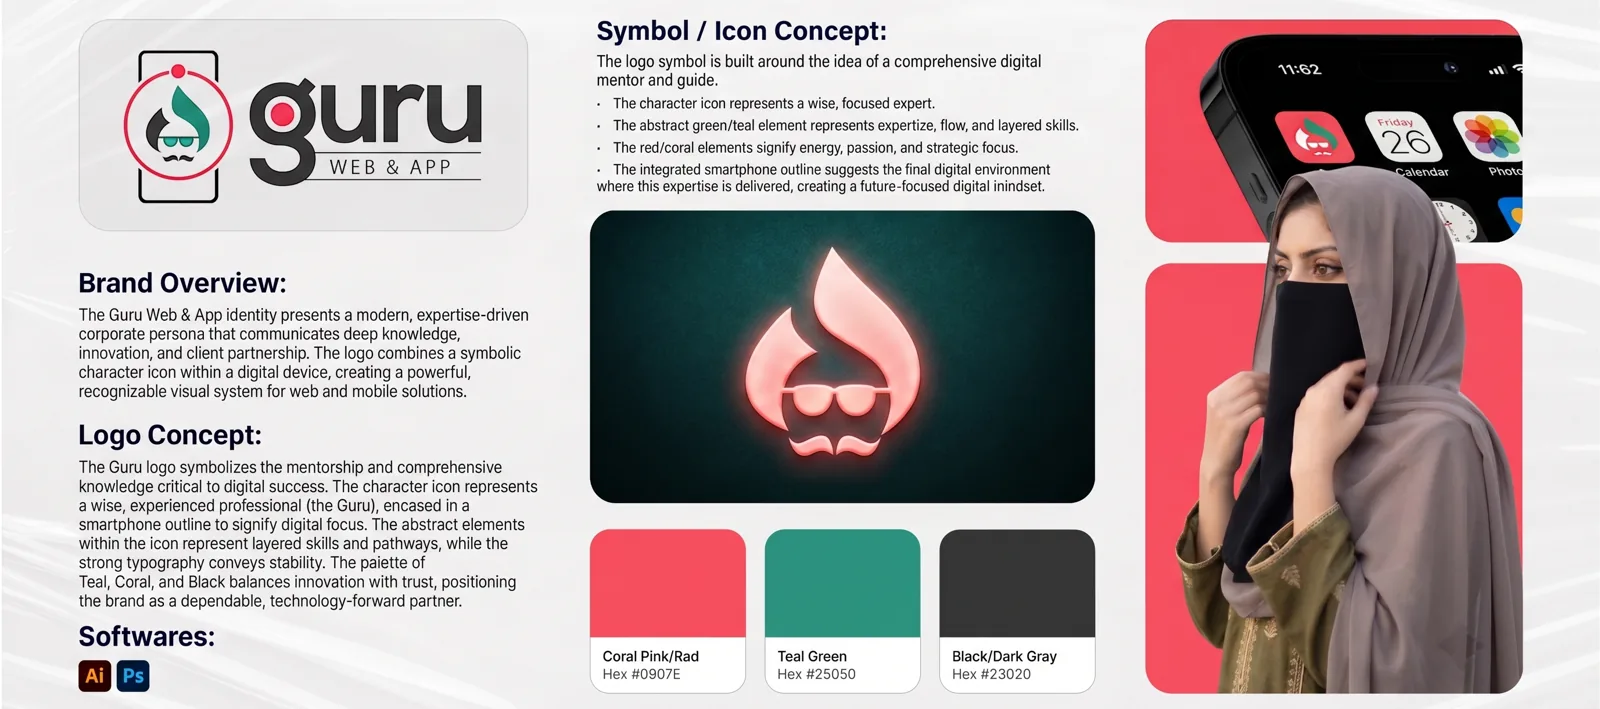 guru
WEB & APP
Brand Overview:
The Guru Web & App identity presents a modern, expertise-driven
corporate persona that communicates deep knowledge,
innovation, and client partnership. The logo combines a symbolic
character icon within a digital device, creating a powerful,
recognizable visual system for web and mobile solutions.
Logo Concept:
The Guru logo symbolizes the mentorship and comprehensive
knowledge critical to digital success. The character icon represents
a wise, experienced professional (the Guru), encased in a
smartphone outline to signify digital focus. The abstract elements
within the icon represent layered skills and pathways, while the
strong typography conveys stability. The paiette of
Teal, Coral, and Black balances innovation with trust, positioning
the brand as a dependable, technology-forward partner.
Softwares:
Ai Ps
Symbol / Icon Concept:
The logo symbol is built around the idea of a comprehensive digital
mentor and guide.
· The character icon represents a wise, focused expert.
· The abstract green/teal element represents expertize, flow, and layered skills.
· The red/coral elements signify energy, passion, and strategic focus.
· The integrated smartphone outline suggests the final digital environment
where this expertise is delivered, creating a future-focused digital inindset.
Coral Pink/Rad
Hex #0907E
Teal Green
Hex #25050
Black/Dark Gray
Hex #23020
11:62
Friday
26
Calendar
Photo